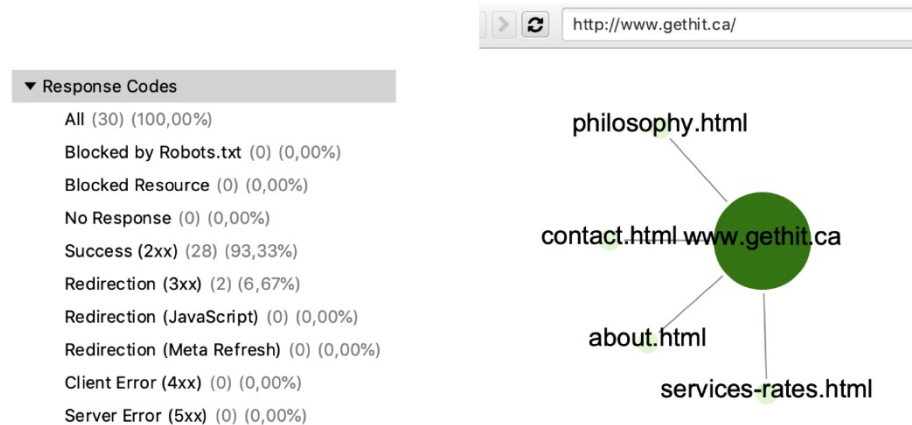 http://www.gethit.ca/
Response Codes
All (30) (100,00%)
Blocked by Robots.txt (0) (0,00%)
Blocked Resource (0) (0,00%)
No Response (0) (0,00%)
Success (2xx) (28) (93,33%)
Redirection (3xx) (2) (6,67%)
Redirection (JavaScript) (0) (0,00%)
Redirection (Meta Refresh) (0) (0,00%)
Client Error (4xx) (0) (0,00%)
Server Error (5xx) (0) (0,00%)
philosophy.html
contact.html www.gethit.ca
about.html
services-rates.html